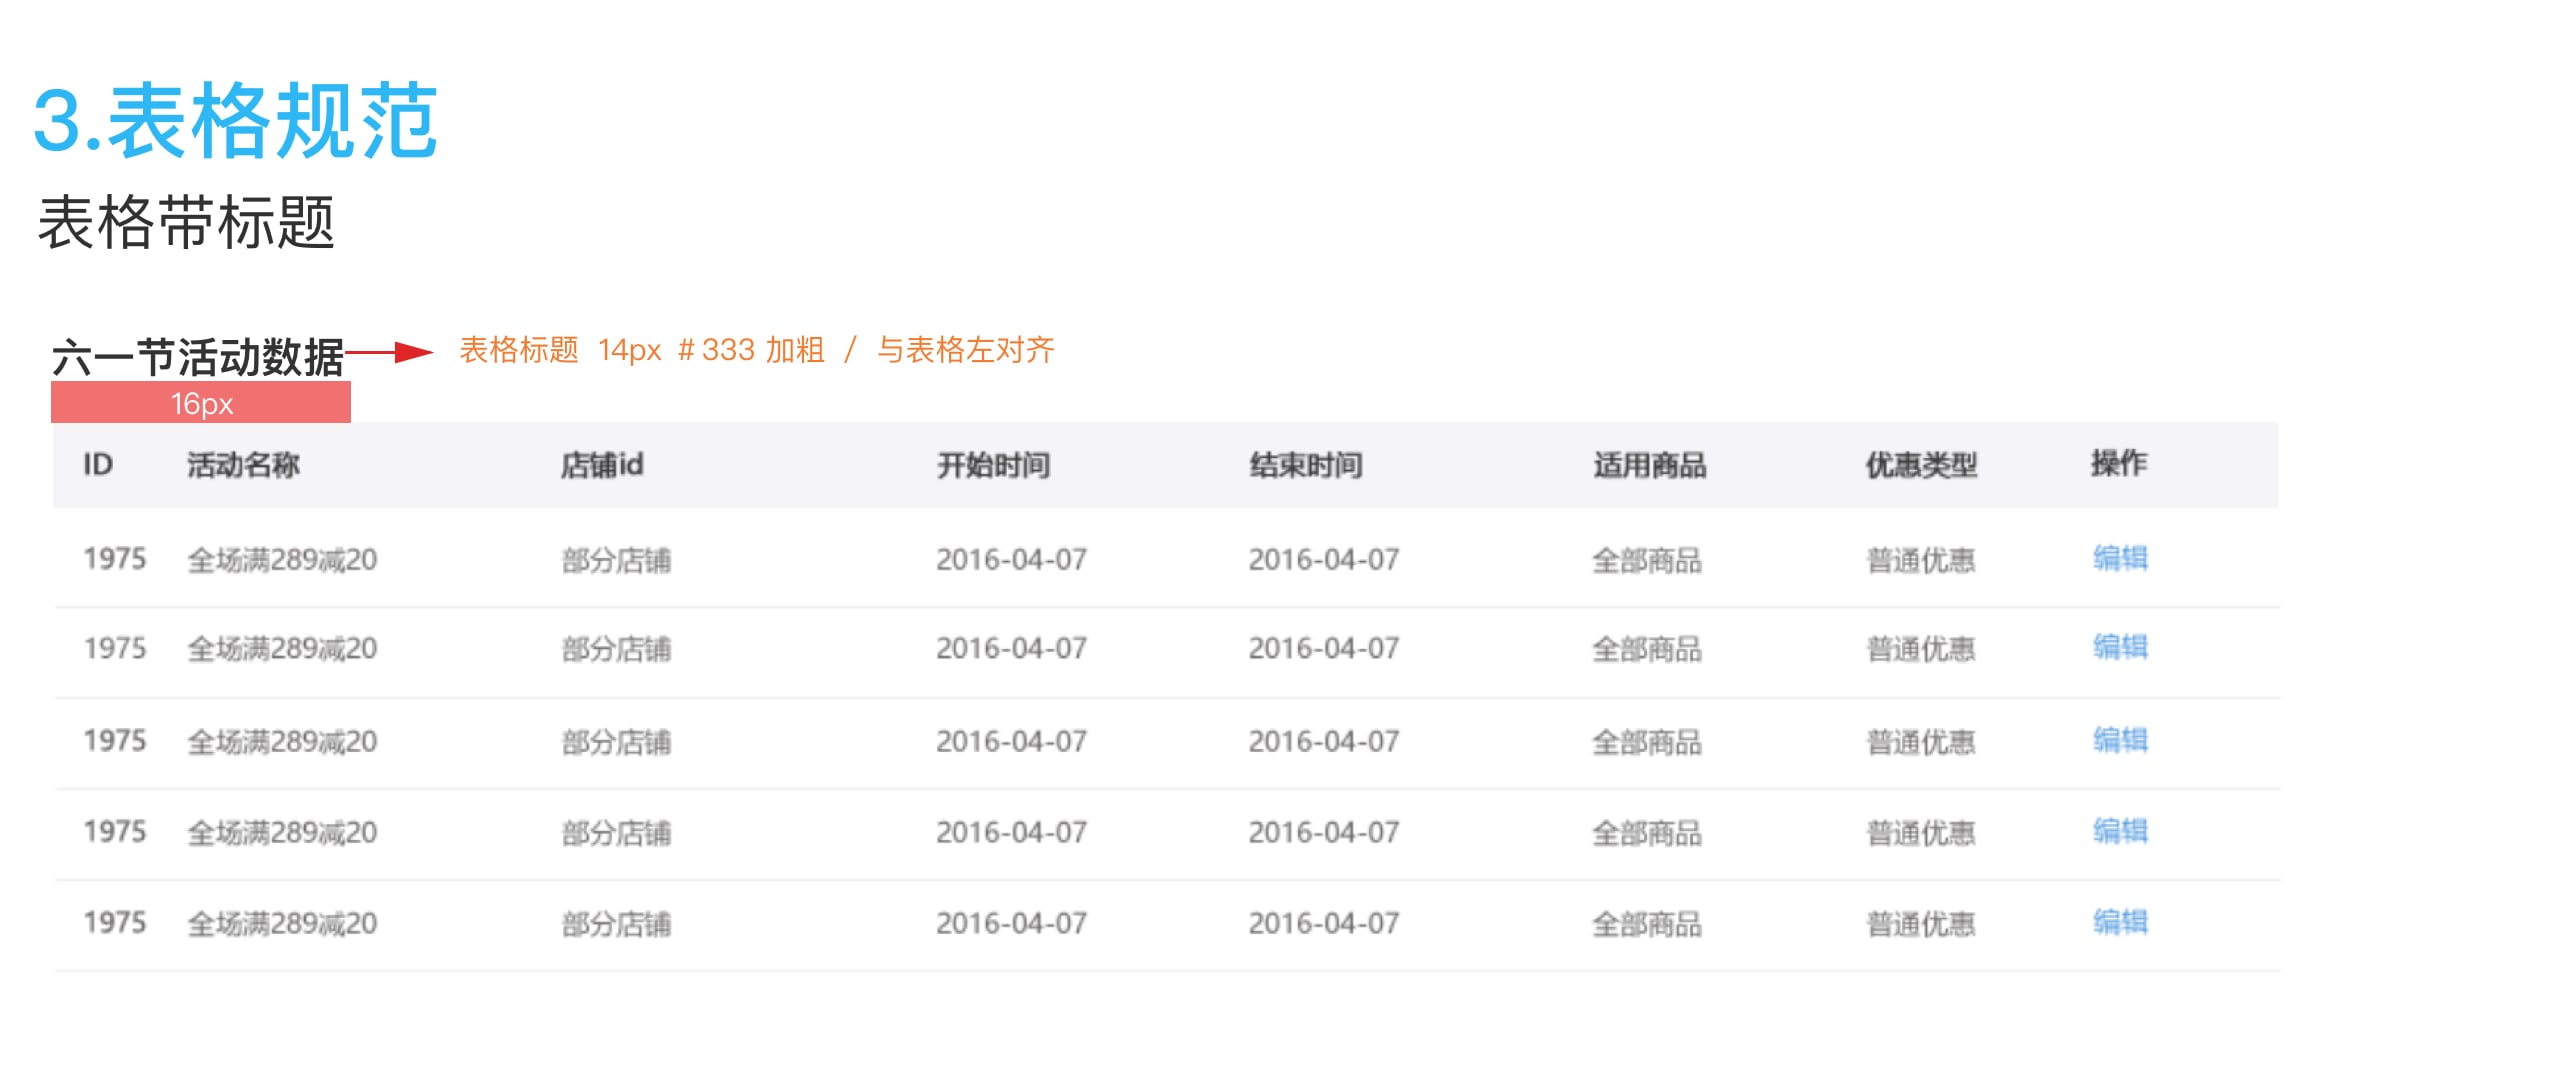 3.表格规范
表格带标题
六一节活动数据 表格标题 14px #333 加粗 / 与表格左对齐
16px
ID 活动名称 店铺id 开始时间 结束时间 适用商品 优惠类型 操作
1975 全场满289减20 部分店铺 2016-04-07 2016-04-07 全部商品 普通优惠 编辑
1975 全场满289减20 部分店铺 2016-04-07 2016-04-07 全部商品 普通优惠 编辑
1975 全场满289减20 部分店铺 2016-04-07 2016-04-07 全部商品 普通优惠 编辑
1975 全场满289减20 部分店铺 2016-04-07 2016-04-07 全部商品 普通优惠 编辑
1975 全场满289减20 部分店铺 2016-04-07 2016-04-07 全部商品 普通优惠 编辑